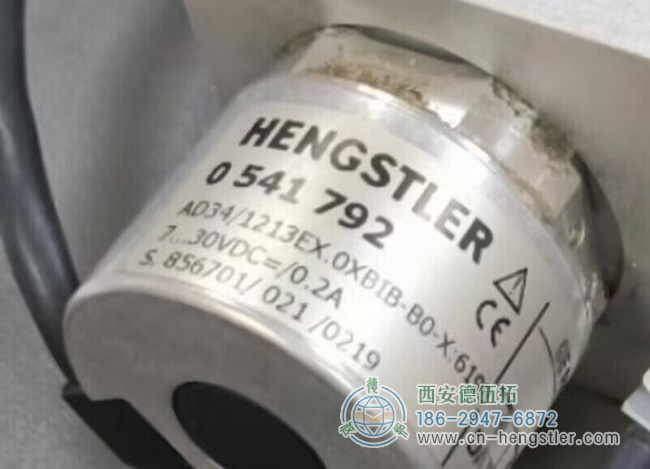 HENGSTLER
0 541 792
AD34/1213EX.0XBIB-B0-X:619
7...30VDC=/0.2A
S. 856701/ 021 /0219
CE
西安德伍拓
186-2947-6872
www.cn-hengstler.com